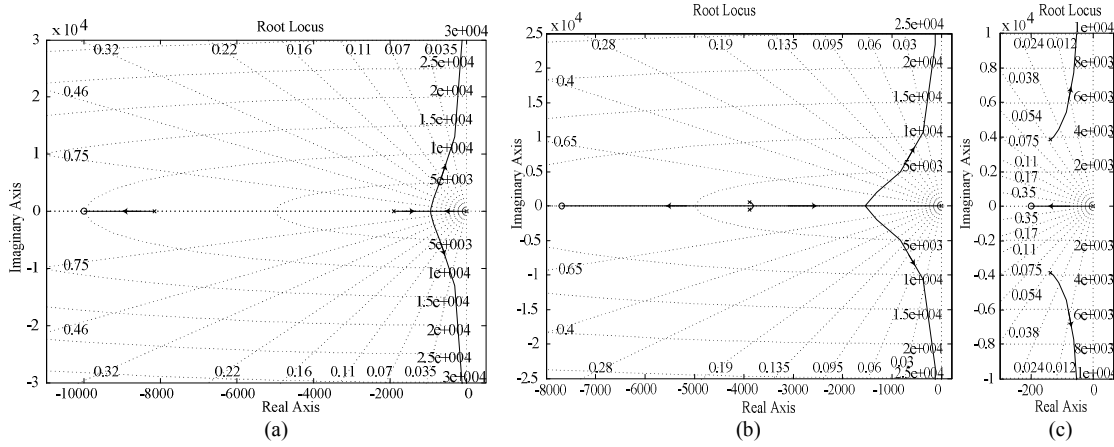 Root Locus
x 10^4
3
2
1
0
-1
-2
-3
Imaginary Axis
0.32 0.22 0.16 0.11 0.07 0.035 3e+004
2.5e+004
0.46 2e+004
1.5e+004
0.75 1e+004
5e+003
5e+003
0.75 1e+004
1.5e+004
0.46 2e+004
2.5e+004
0.32 0.22 0.16 0.11 0.07 0.035 3e+004
-10000 -8000 -6000 -4000 -2000 0
Real Axis
(a)
Root Locus
x 10^4
2.5
2
1.5
1
0.5
0
-0.5
-1
-1.5
-2
-2.5
Imaginary Axis
2.5e+004
0.28 0.19 0.135 0.095 0.06 0.03
2e+004
0.4 1.5e+004
0.65 1e+004
5e+003
5e+003
0.65 1e+004
0.4 1.5e+004
2e+004
0.28 0.19 0.135 0.095 0.06 0.03
2.5e+004
-8000 -7000 -6000 -5000 -4000 -3000 -2000 -1000 0
Real Axis
(b)
Root Locus
x 10^4
1
0.8
0.6
0.4
0.2
0
-0.2
-0.4
-0.6
-0.8
-1
Imaginary Axis
1e+004
0.024 0.012
8e+003
0.038
6e+003
0.054
0.075 4e+003
0.11
0.17 2e+003
0.35
0.35
0.17 2e+003
0.11
0.075 4e+003
0.054
6e+003
0.038
8e+003
0.024 0.012
1e+004
-200 0
Real Axis
(c)